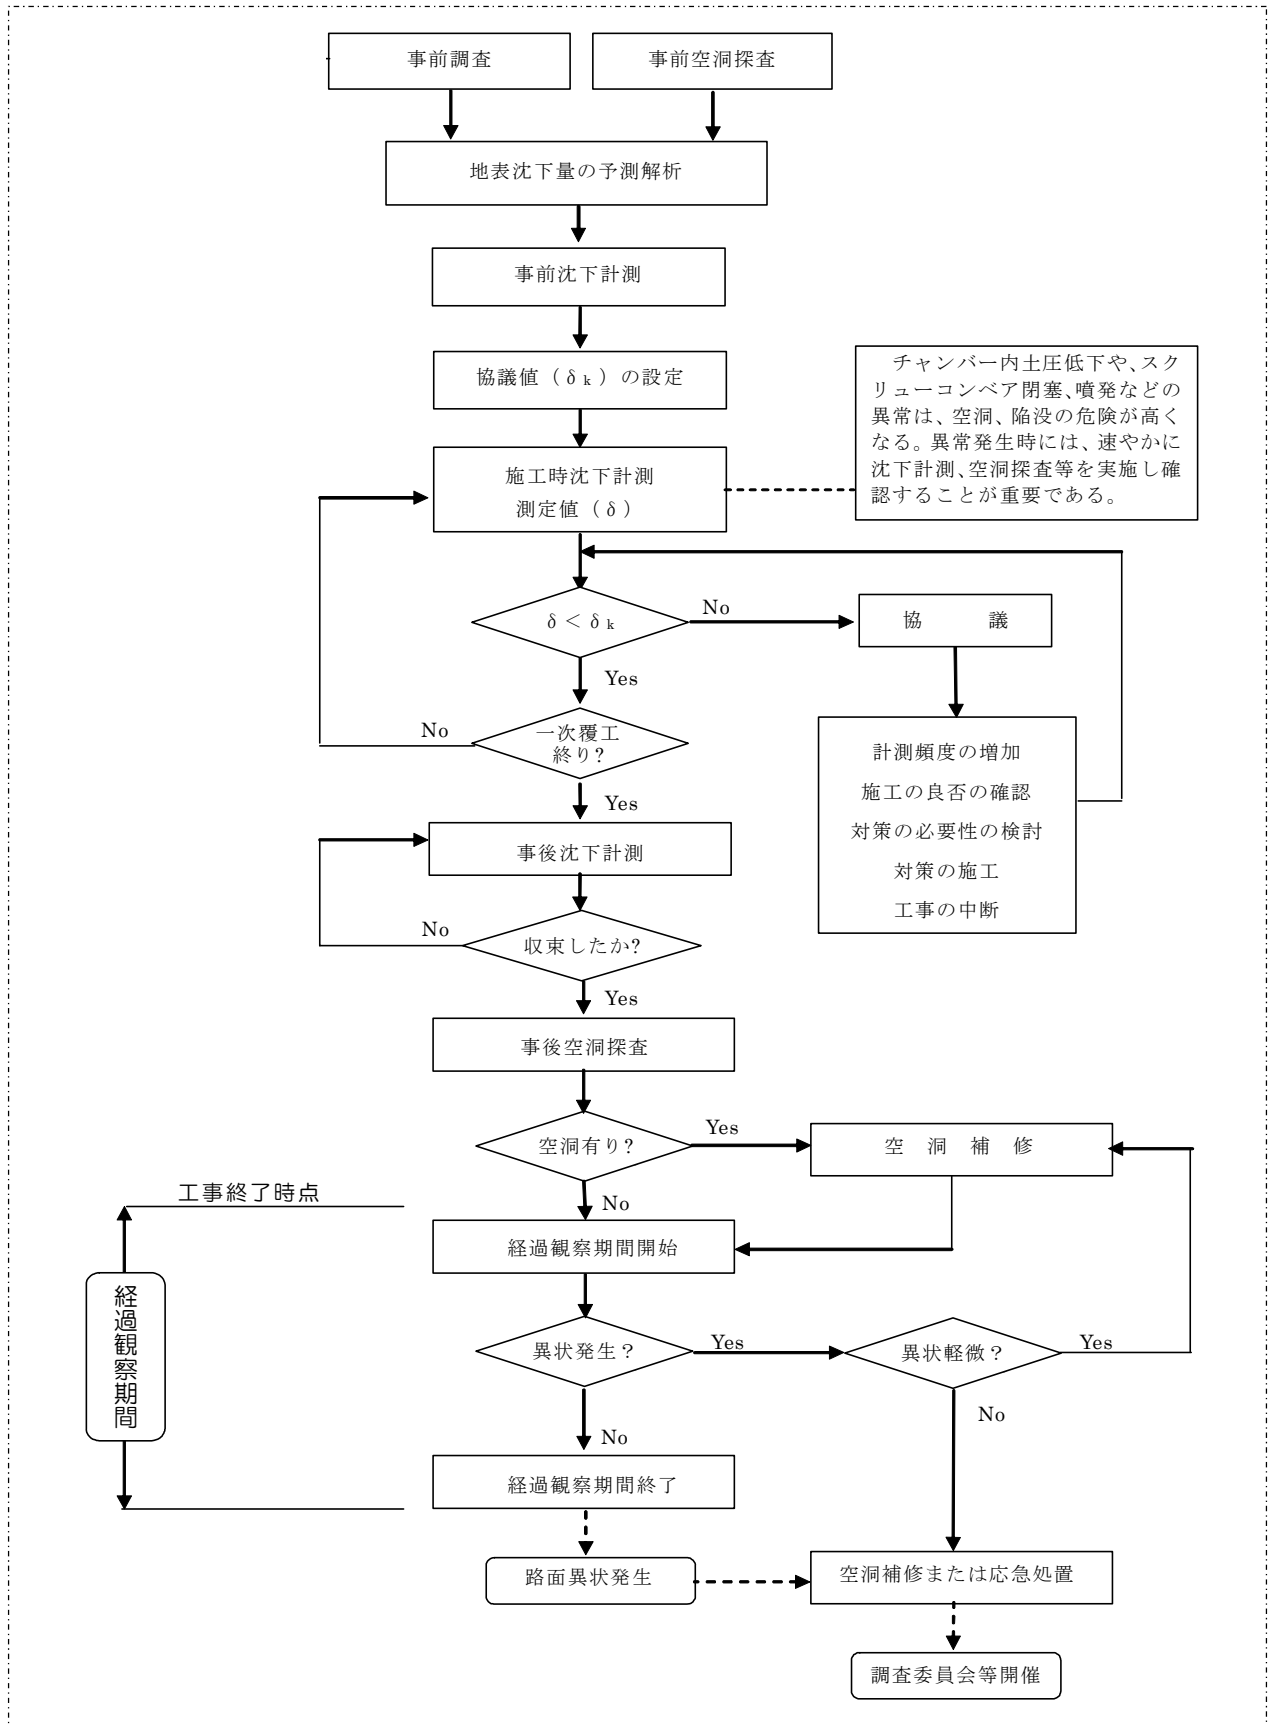 事前調査
事前空洞探査
地表沈下量の予測解析
事前沈下計測
協議値（δk）の設定
チャンバー内土圧低下や、スク
リューコンベア閉塞、噴発などの
異常は、空洞、陥没の危険が高く
なる。異常発生時には、速やかに
沈下計測、空洞探査等を実施し確
認することが重要である。
施工時沈下計測
測定値（δ）
δ＜δk
No
協　　議
Yes
一次覆工
終り?
No
計測頻度の増加
施工の良否の確認
対策の必要性の検討
対策の施工
工事の中断
Yes
事後沈下計測
No
収束したか?
Yes
事後空洞探査
空洞有り?
Yes
空　洞　補　修
工事終了時点
No
経過観察期間開始
経過観察期間
異状発生？
Yes
異状軽微？
Yes
No
No
経過観察期間終了
路面異状発生
空洞補修または応急処置
調査委員会等開催